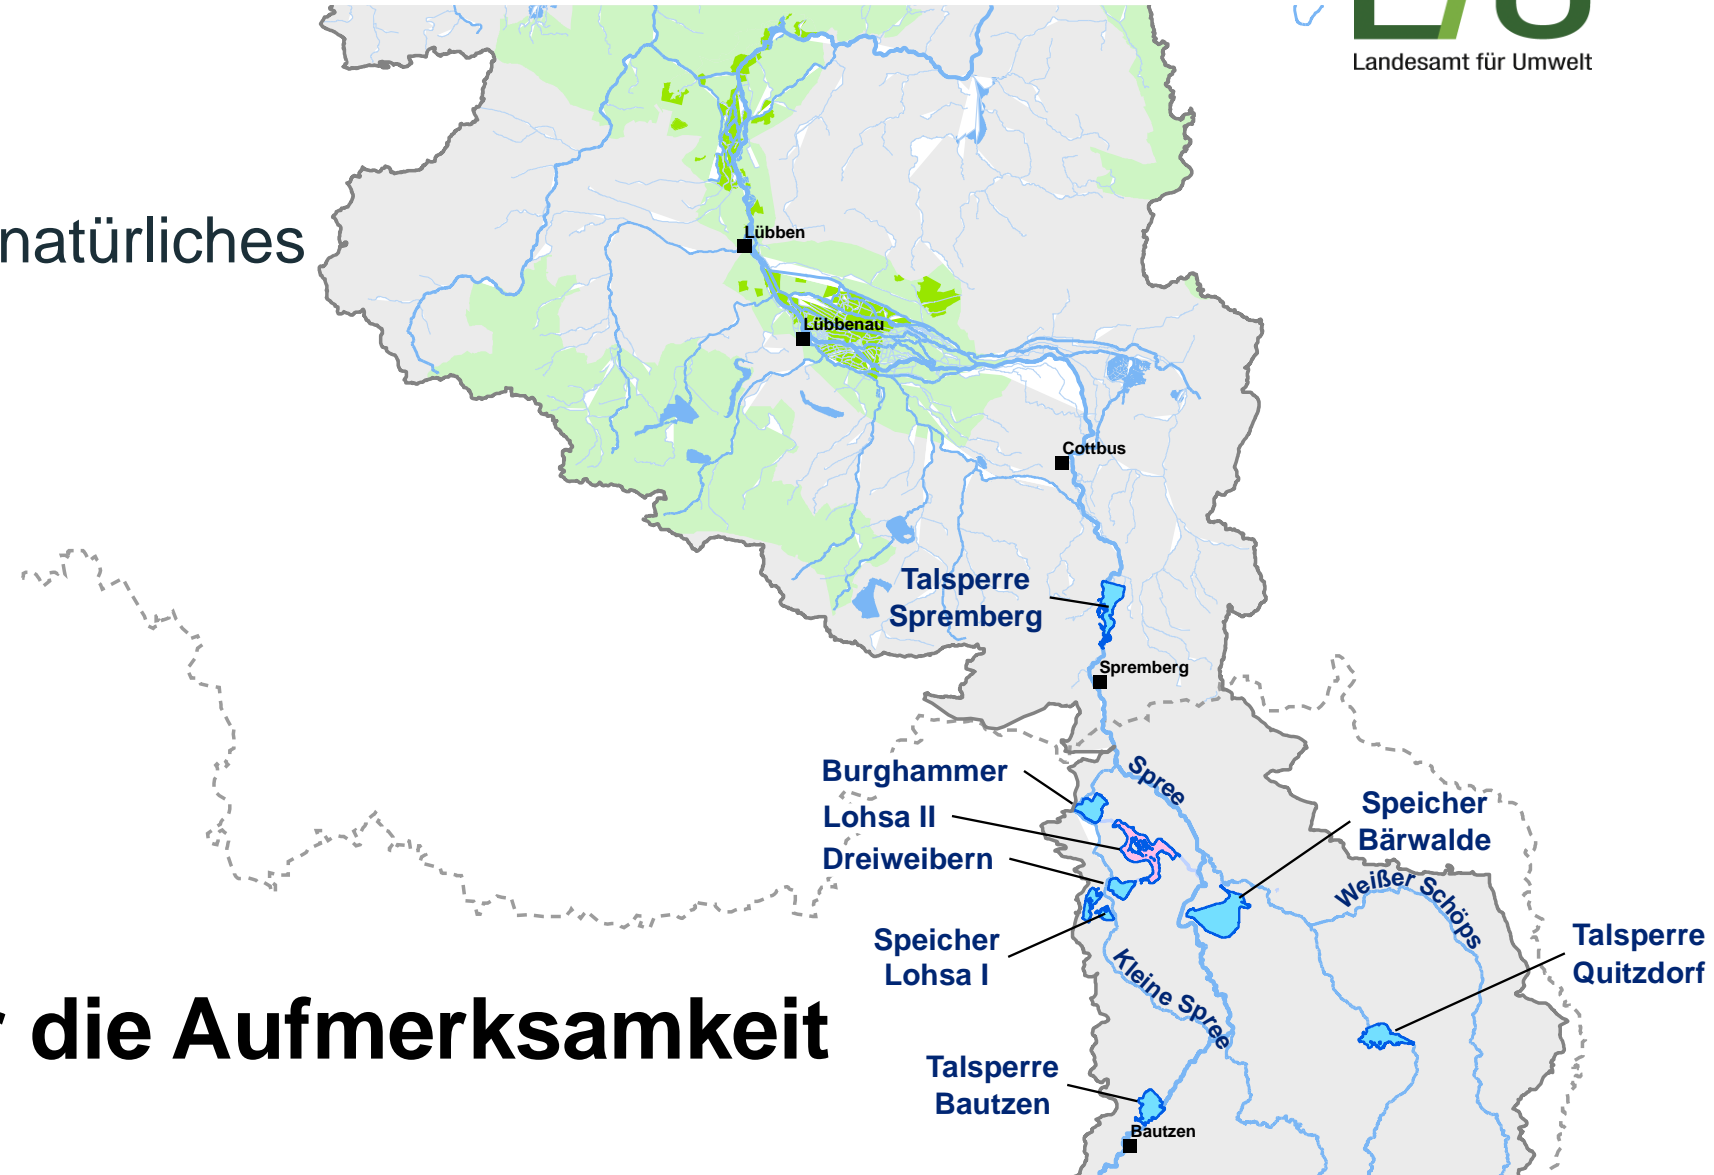 Landesamt für Umwelt
natürliches
Lübben
Lübbenau
Cottbus
Talsperre
Spremberg
Spremberg
Burghammer
Spree
Lohsa II
Speicher
Bärwalde
Dreiweibern
Weißer Schöps
Speicher
Lohsa I
Talsperre
Quitzdorf
Kleine Spree
die Aufmerksamkeit
Talsperre
Bautzen
Bautzen